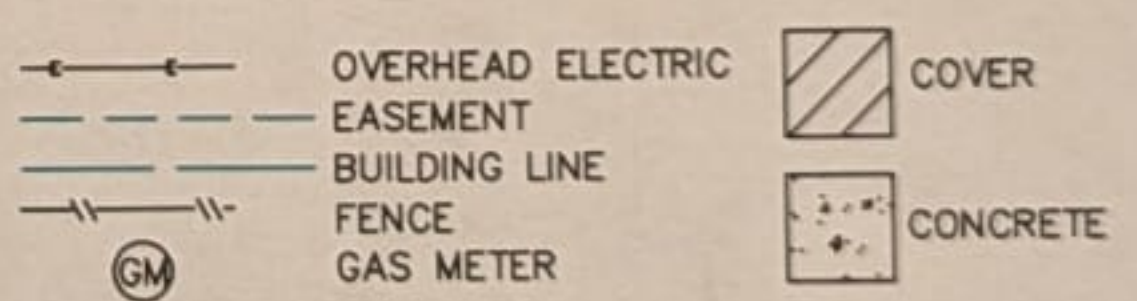 OVERHEAD ELECTRIC
EASEMENT
BUILDING LINE
FENCE
GM GAS METER
COVER
CONCRETE